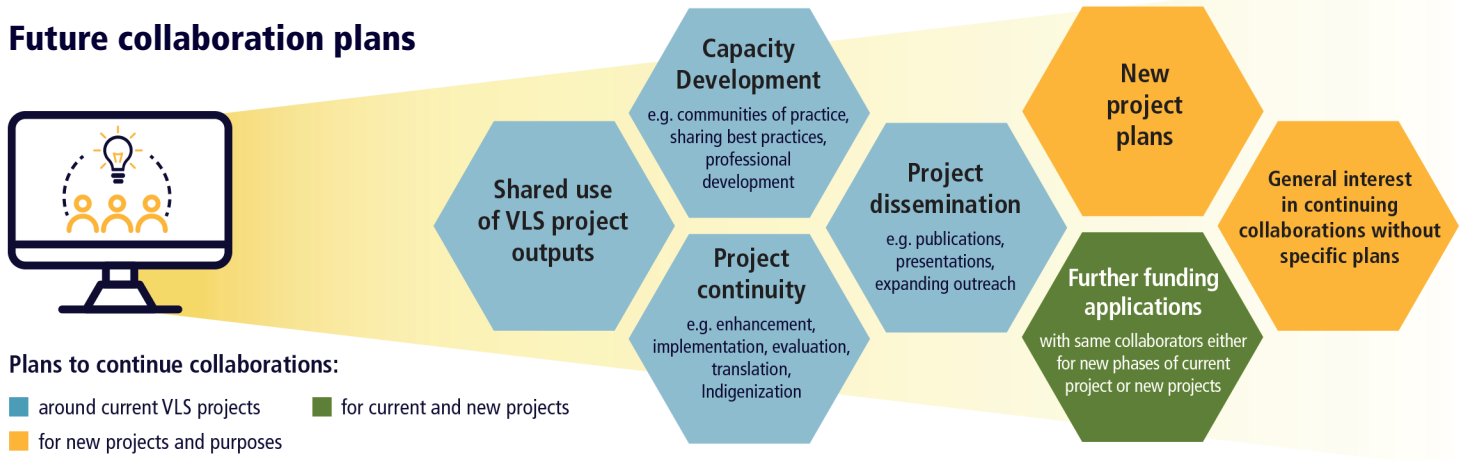 Future collaboration plans
Shared use
of VLS project
outputs
Capacity
Development
e.g. communities of practice,
sharing best practices,
professional
development
Project
continuity
e.g. enhancement,
implementation, evaluation,
translation,
Indigenization
Project
dissemination
e.g. publications,
presentations,
expanding outreach
New
project
plans
Further funding
applications
with same collaborators either
for new phases of current
project or new projects
General interest
in continuing
collaborations without
specific plans
Plans to continue collaborations:
around current VLS projects
for current and new projects
for new projects and purposes